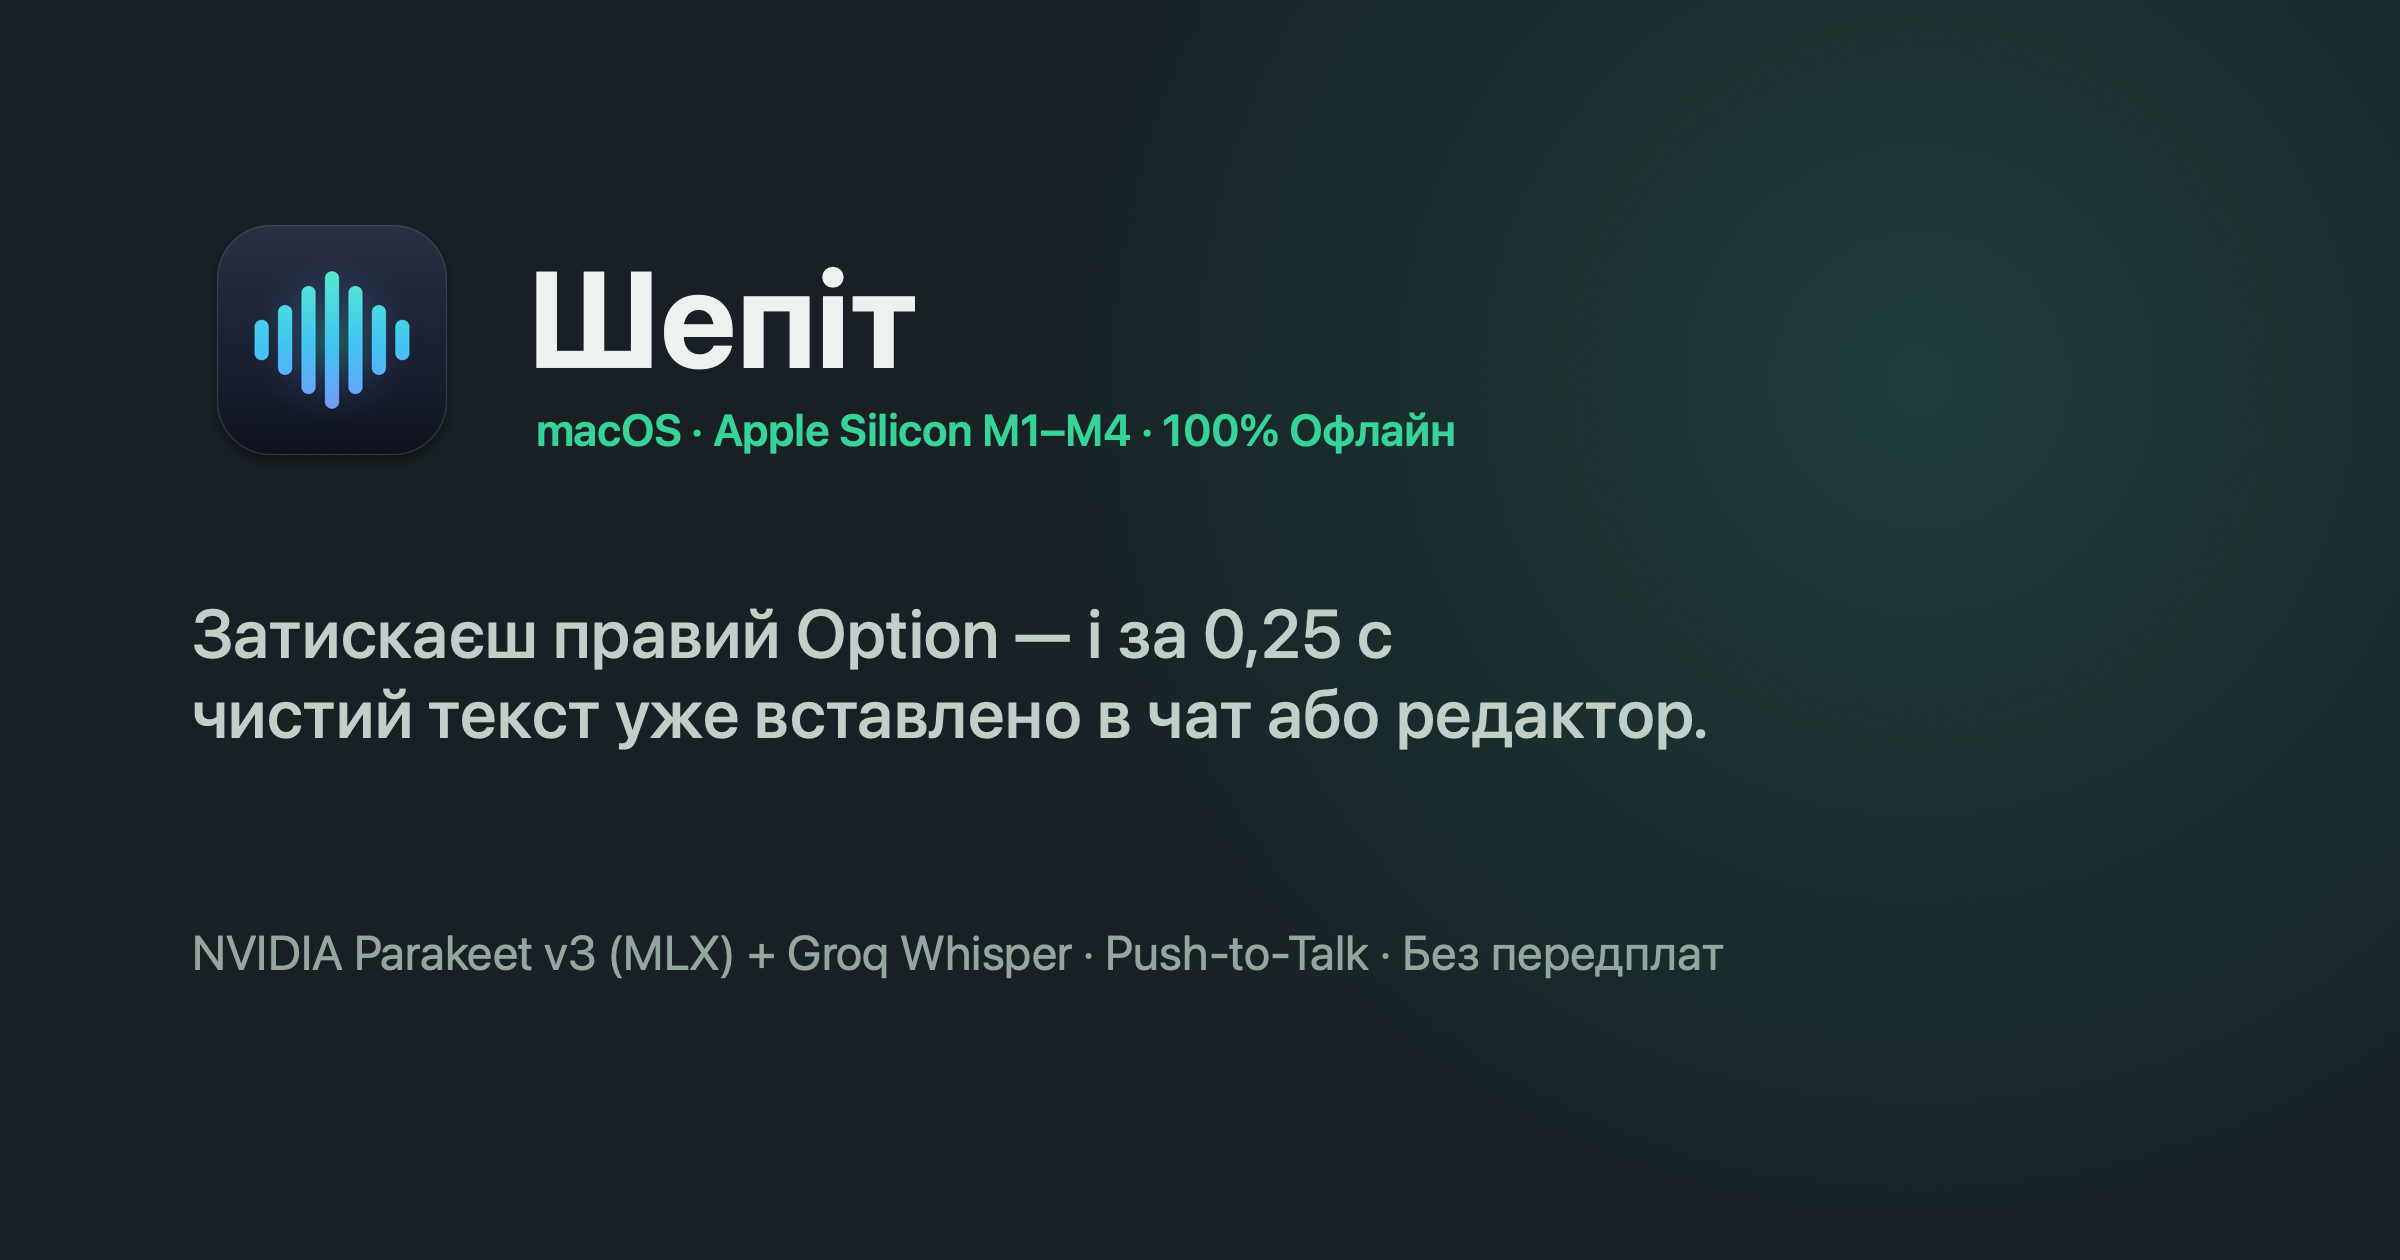 Шепіт
macOS · Apple Silicon M1–M4 · 100% Офлайн
Затискаєш правий Option — і за 0,25 с
чистий текст уже вставлено в чат або редактор.
NVIDIA Parakeet v3 (MLX) + Groq Whisper · Push-to-Talk · Без передплат